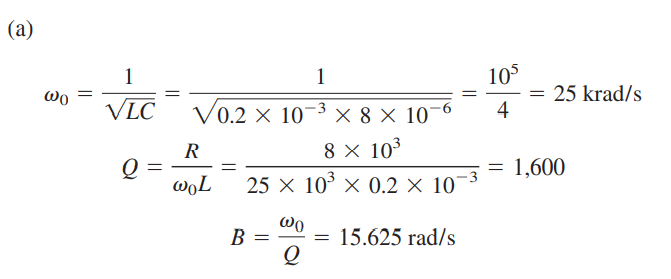 (a)
ω₀ = 1/√LC = 1/√0.2 × 10⁻³ × 8 × 10⁻⁶ = 10⁵/4 = 25 krad/s
Q = R/ω₀L = 8 × 10³/25 × 10³ × 0.2 × 10⁻³ = 1,600
B = ω₀/Q = 15.625 rad/s